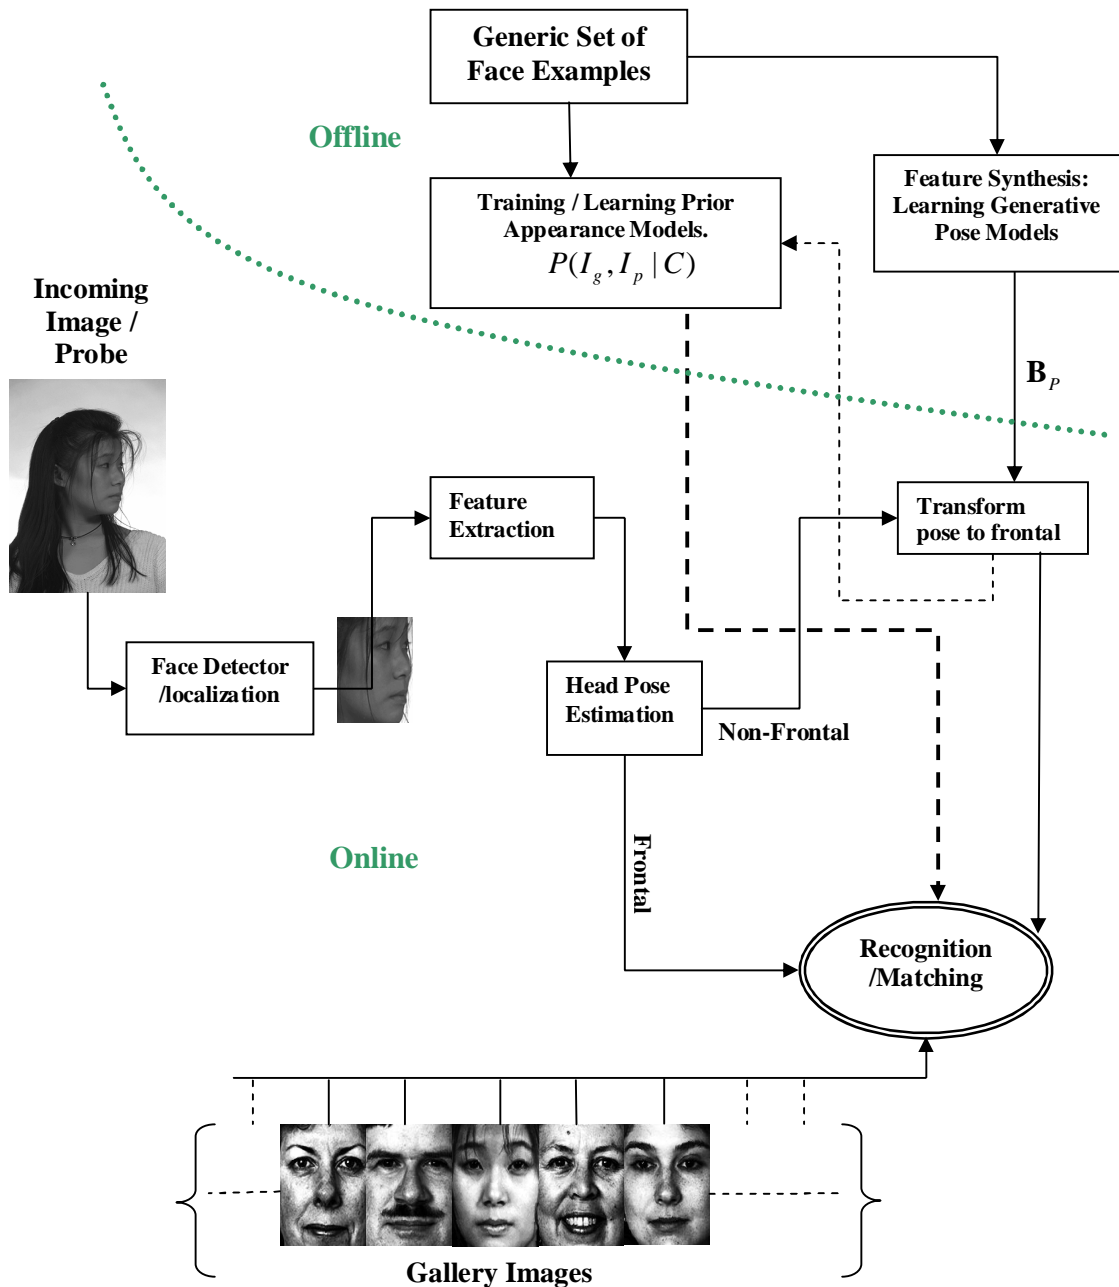 Generic Set of
Face Examples
Offline
Training / Learning Prior
Appearance Models.
P(I_g, I_p | C)
Feature Synthesis:
Learning Generative
Pose Models
Incoming
Image /
Probe
B_P
Feature
Extraction
Transform
pose to frontal
Face Detector
/localization
Head Pose
Estimation
Non-Frontal
Frontal
Online
Recognition
/Matching
Gallery Images